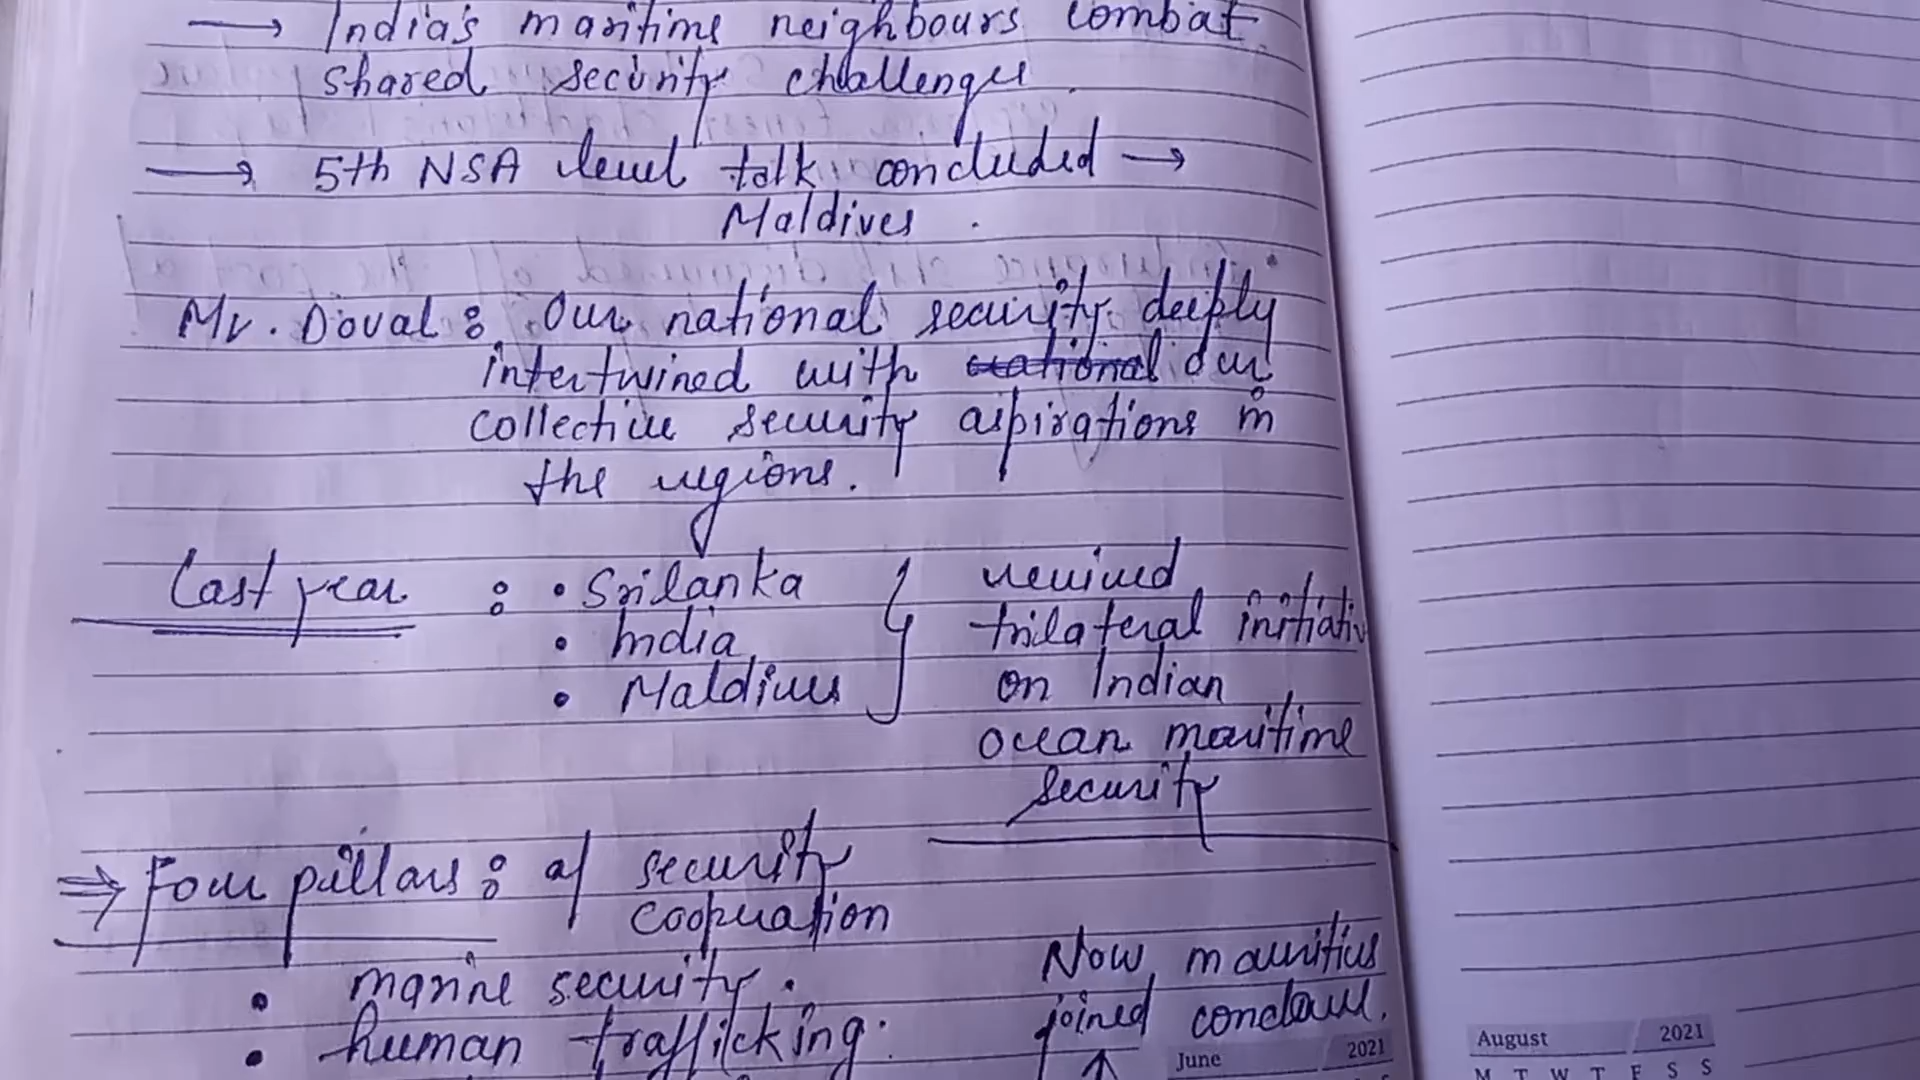 → India's maritime neighbours combat
shared security challenges.
→ 5th NSA level talk concluded →
Maldives.
Mr. Doval: Our national security deeply
intertwined with national our
collective security aspirations in
the regions.
Last year : • Srilanka
• India
• Maldives
revived
trilateral initiativ
on Indian
ocean maritime
security
⇒ Four pillars: of security
cooperation
• marine security.
• human trafficking.
Now mauritius
joined conclave.
June 2021
August 2021
M T W T F S S